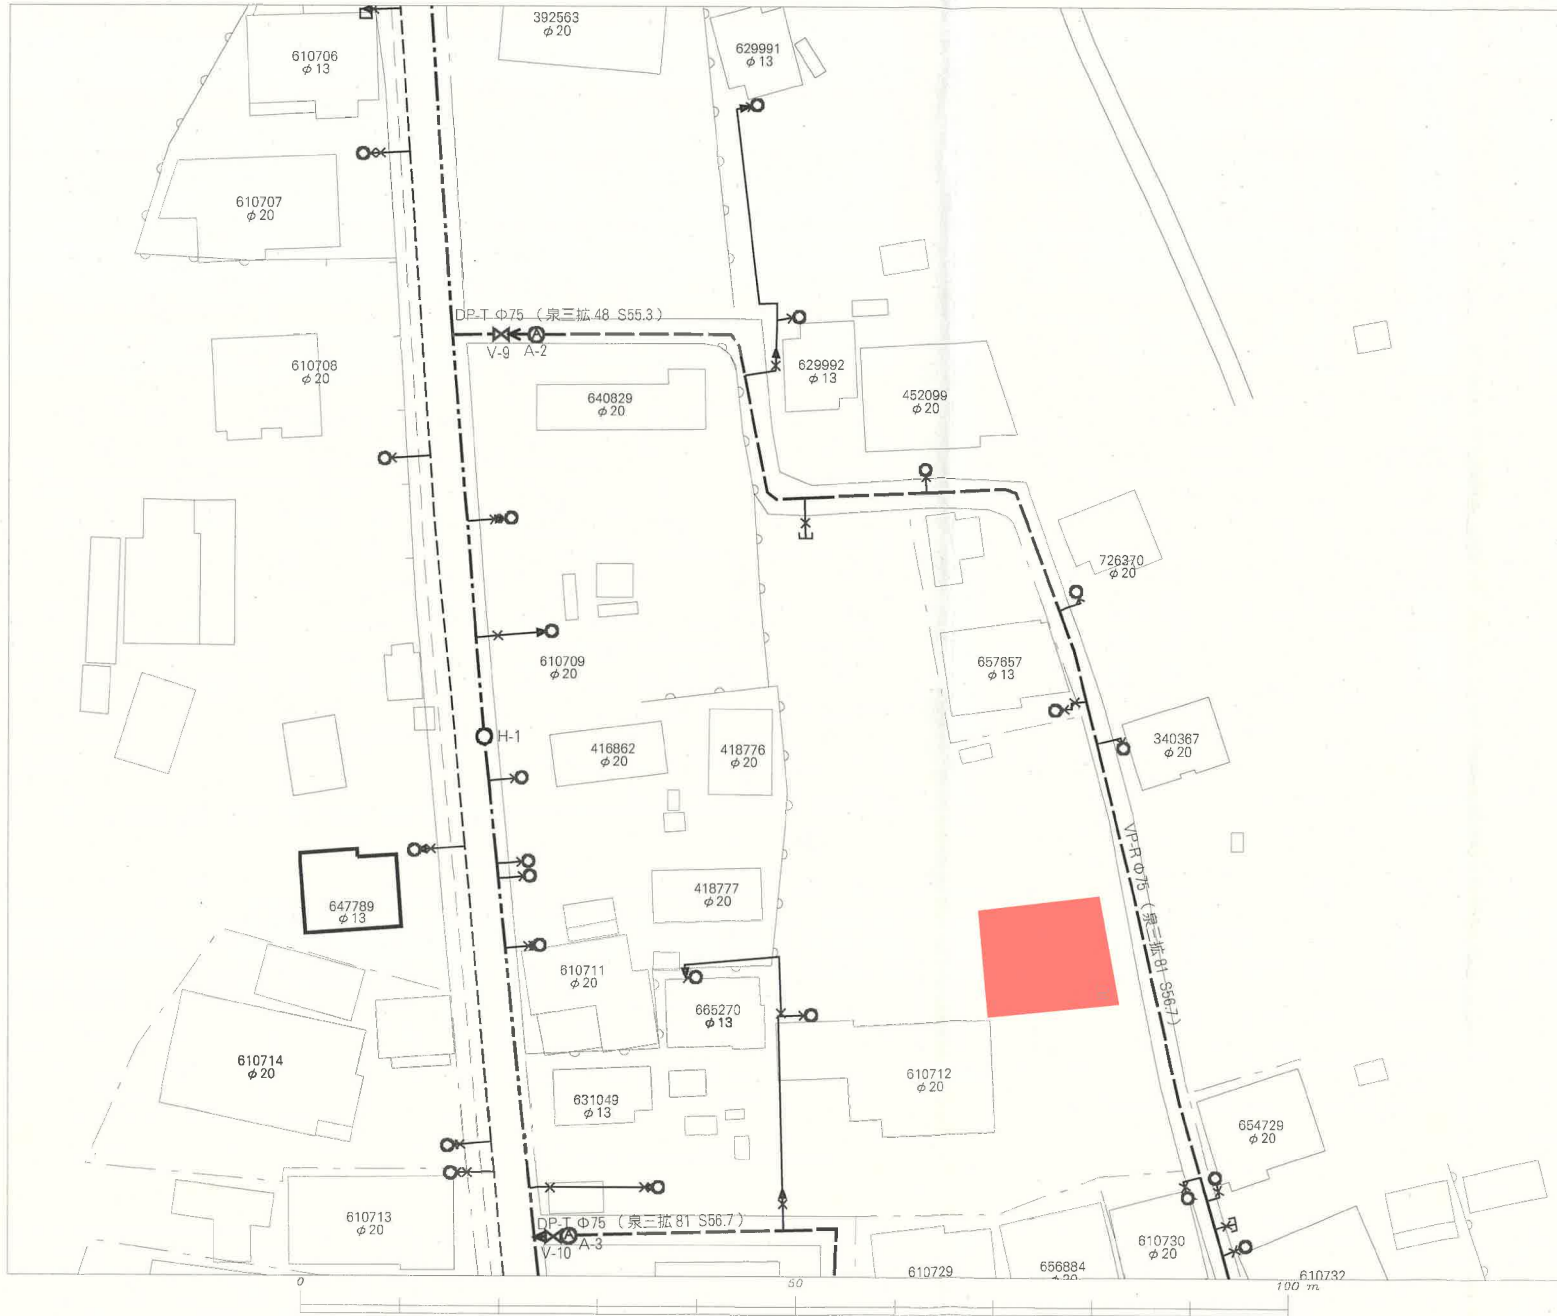 392563
φ20
610706
φ13
629991
φ13
610707
φ20
DP-T Φ75 (泉三拡 48 S55.3)
V-9
A
A-2
610708
φ20
629992
φ13
640829
φ20
452099
φ20
726370
φ20
610709
φ20
657657
φ13
H-1
416862
φ20
418776
φ20
340367
φ20
VP-R Φ75 (泉三拡 81 S56.7)
647789
φ13
418777
φ20
610711
φ20
665270
φ13
610714
φ20
610712
φ20
631049
φ13
654729
φ20
610713
φ20
DP-T Φ75 (泉三拡 81 S56.7)
V-10
A
A-3
610730
φ20
610729
656884
φ20
610732
0
50
100 m